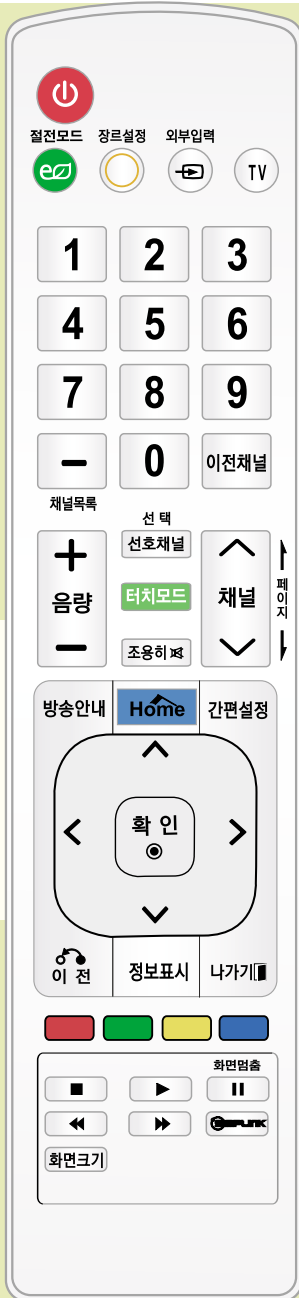 절전모드 장르설정 외부입력
e TV
1 2 3
4 5 6
7 8 9
- 0 이전채널
채널목록
선 택
+ 선호채널
음량 터치모드 채널 페이지
- 조용히
방송안내 Home 간편설정
확 인
이 전 정보표시 나가기
화면멈춤
화면크기